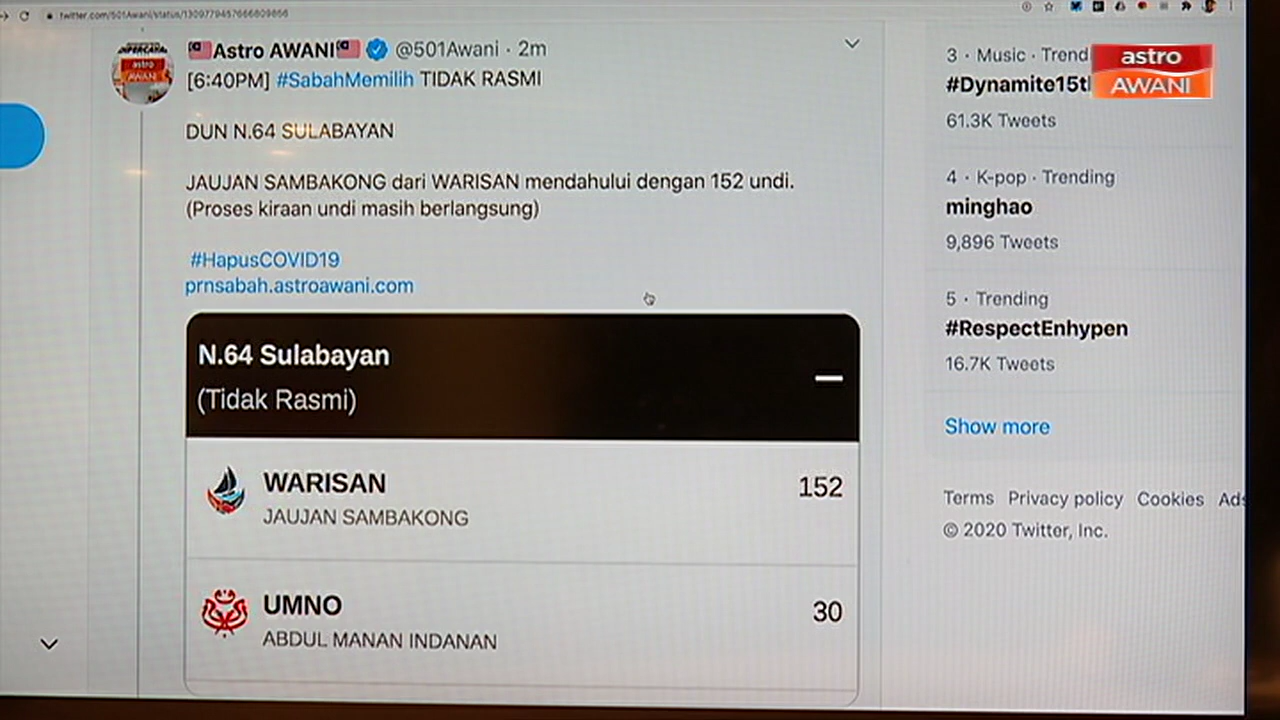 twitter.com/501Awani/status/1309779457666809856
Astro AWANI @501Awani · 2m
[6:40PM] #SabahMemilih TIDAK RASMI
DUN N.64 SULABAYAN
JAUJAN SAMBAKONG dari WARISAN mendahului dengan 152 undi.
(Proses kiraan undi masih berlangsung)
#HapusCOVID19
prnsabah.astroawani.com
N.64 Sulabayan
(Tidak Rasmi)
WARISAN
152
JAUJAN SAMBAKONG
UMNO
30
ABDUL MANAN INDANAN
astro
AWANI
astro
AWANI
3 · Music · Trend
#Dynamite15t
61.3K Tweets
4 · K-pop · Trending
minghao
9,896 Tweets
5 · Trending
#RespectEnhypen
16.7K Tweets
Show more
Terms Privacy policy Cookies Ads
© 2020 Twitter, Inc.